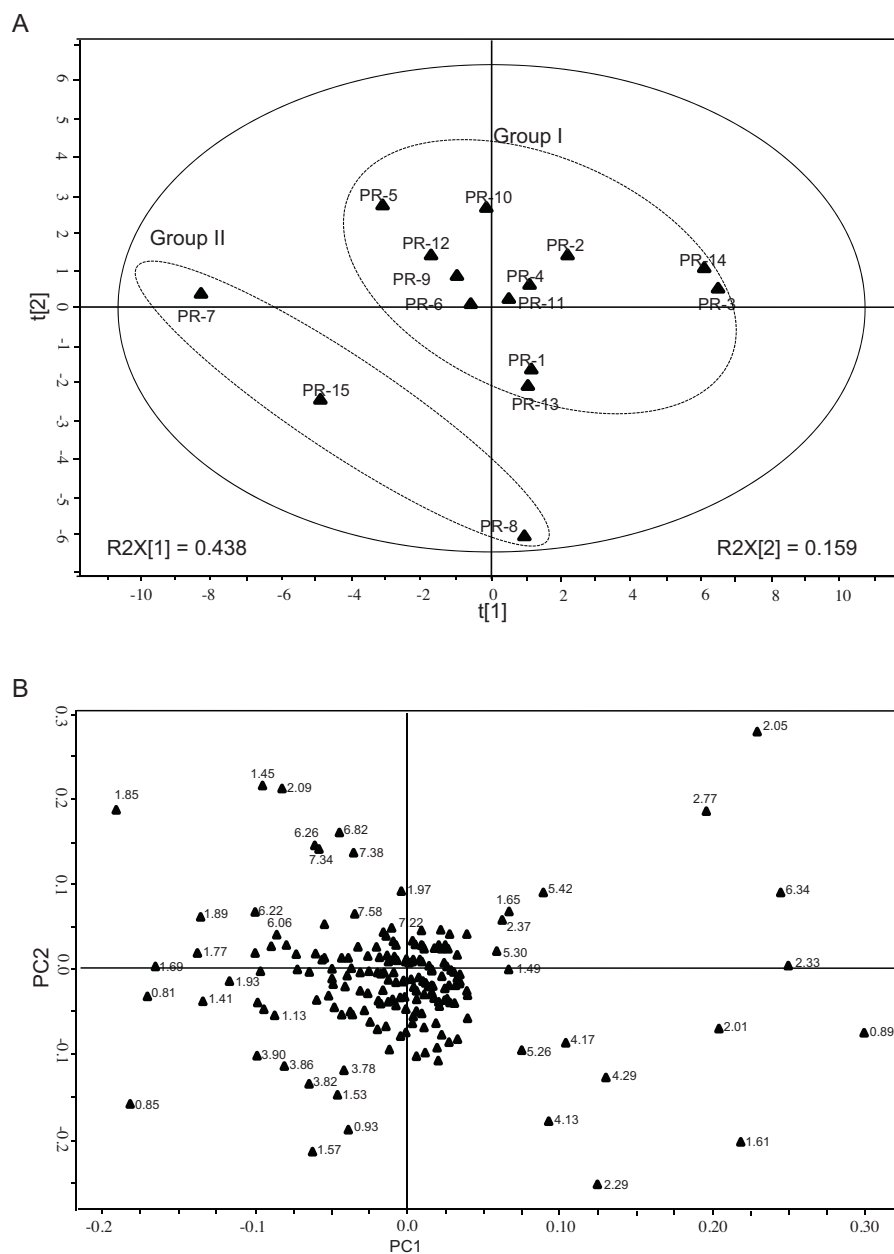 A
6
5
4
3
2
1
0
-1
-2
-3
-4
-5
-6
t[2]
Group I
PR-5
PR-10
Group II
PR-12
PR-2
PR-9
PR-4
PR-14
PR-6
PR-11
PR-3
PR-7
PR-1
PR-15
PR-13
PR-8
R2X[1] = 0.438
R2X[2] = 0.159
-10 -8 -6 -4 -2 0 2 4 6 8 10
t[1]
B
0.3
0.2
0.1
0.0
-0.1
-0.2
PC2
2.05
1.45
2.09
1.85
2.77
6.26
6.82
7.34
7.38
1.97
5.42
6.34
1.65
1.89
6.22
7.58
2.37
6.06
7.22
1.77
5.30
1.69
1.49
2.33
1.93
0.81
1.41
1.13
2.01
0.89
4.17
5.26
3.90
3.86
3.78
3.82
4.29
0.85
1.53
0.93
4.13
1.57
1.61
2.29
-0.2 -0.1 0.0 0.10 0.20 0.30
PC1